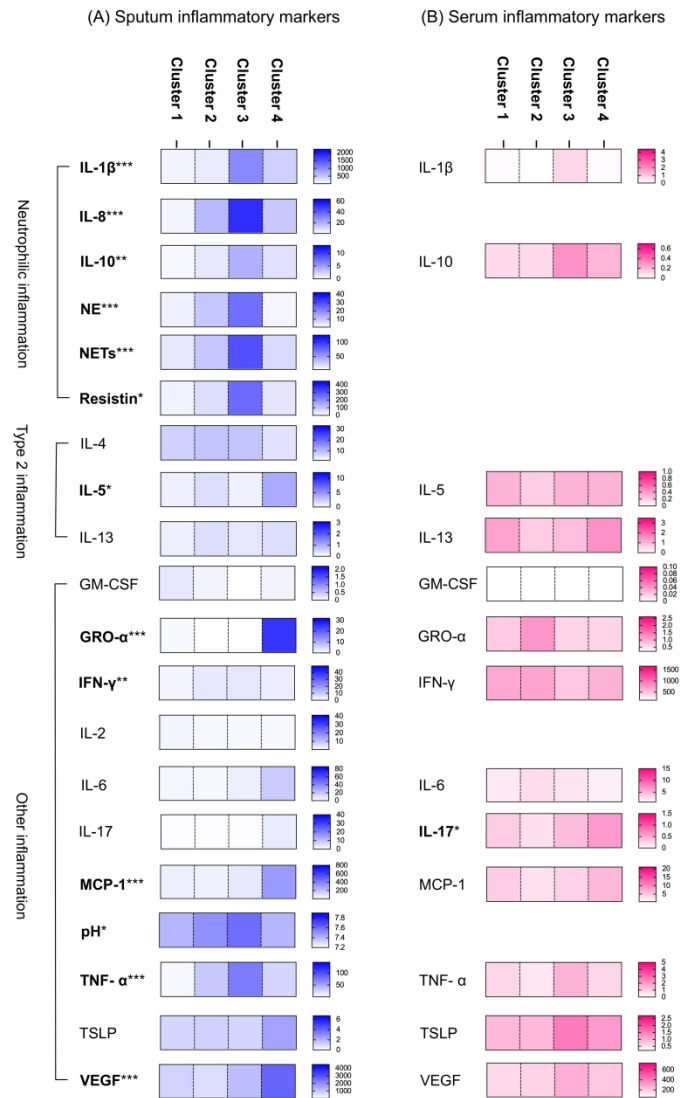 (A) Sputum inflammatory markers
(B) Serum inflammatory markers
Cluster 1 Cluster 2 Cluster 3 Cluster 4
Cluster 1 Cluster 2 Cluster 3 Cluster 4
Neutrophilic inflammation
IL-1β*** 2000 1500 1000 500 IL-1β 4 3 2 1 0
IL-8*** 60 40 20 0
IL-10** 10 5 0 IL-10 0.6 0.4 0.2 0
NE*** 40 30 20 10
NETs*** 100 50
Resistin* 400 300 200 100 0
Type 2 inflammation
IL-4 30 20 10 0
IL-5* 10 5 0 IL-5 1.0 0.8 0.6 0.4 0.2 0
IL-13 3 2 1 0 IL-13 3 2 1 0
Other inflammation
GM-CSF 2.0 1.5 1.0 0.5 0 GM-CSF 0.10 0.08 0.06 0.04 0.02 0
GRO-α*** 30 20 10 0 GRO-α 2.5 2.0 1.5 1.0 0.5
IFN-γ** 40 30 20 10 0 IFN-γ 1500 1000 500
IL-2 40 30 20 10
IL-6 80 60 40 20 0 IL-6 15 10 5 0
IL-17 30 20 10 0 IL-17* 1.5 1.0 0.5 0
MCP-1*** 800 600 400 200 MCP-1 20 15 10 5
pH* 7.8 7.6 7.4 7.2
TNF- α*** 100 50 TNF- α 5 4 3 2 1 0
TSLP 6 4 2 0 TSLP 2.5 2.0 1.5 1.0 0.5
VEGF*** 4000 3000 2000 1000 0 VEGF 600 400 200